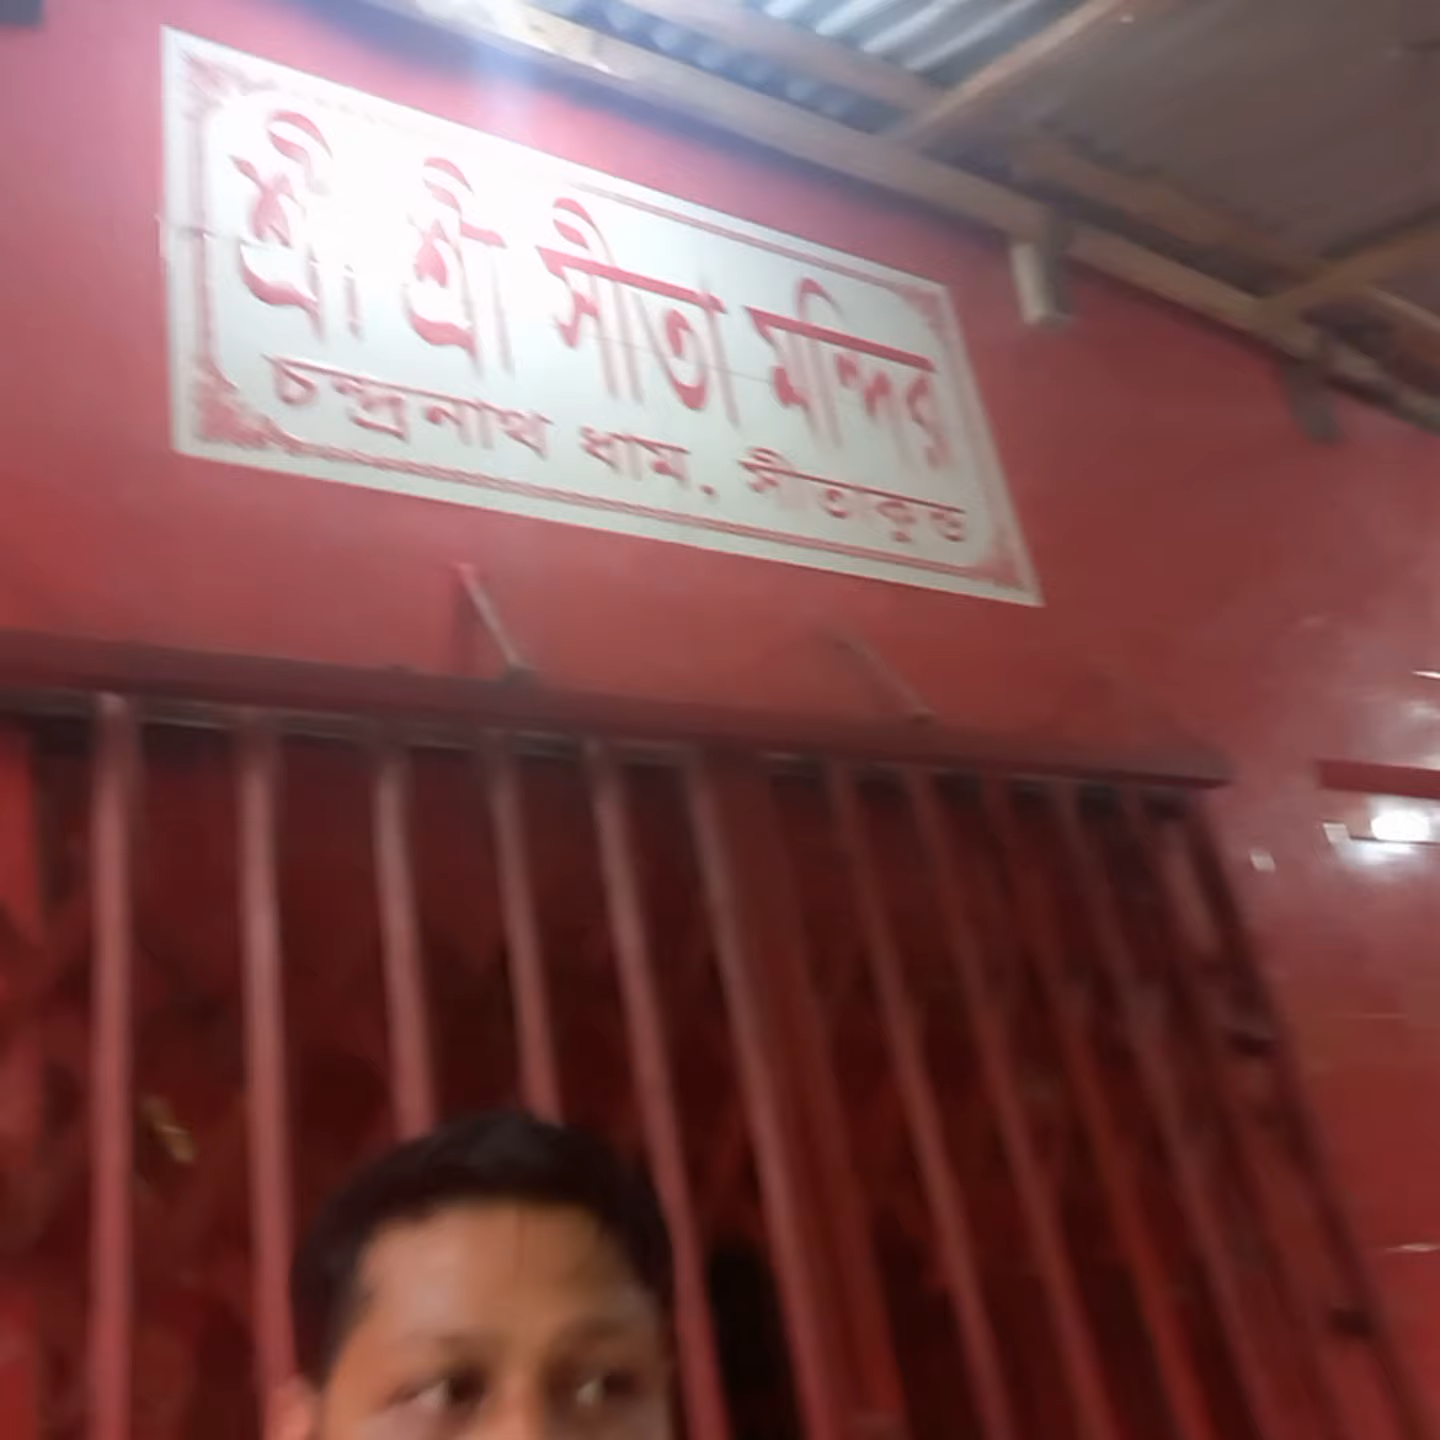 শ্রী শ্রী সীতা মন্দির
চন্দ্রনাথ ধাম, সীতাকুন্ড